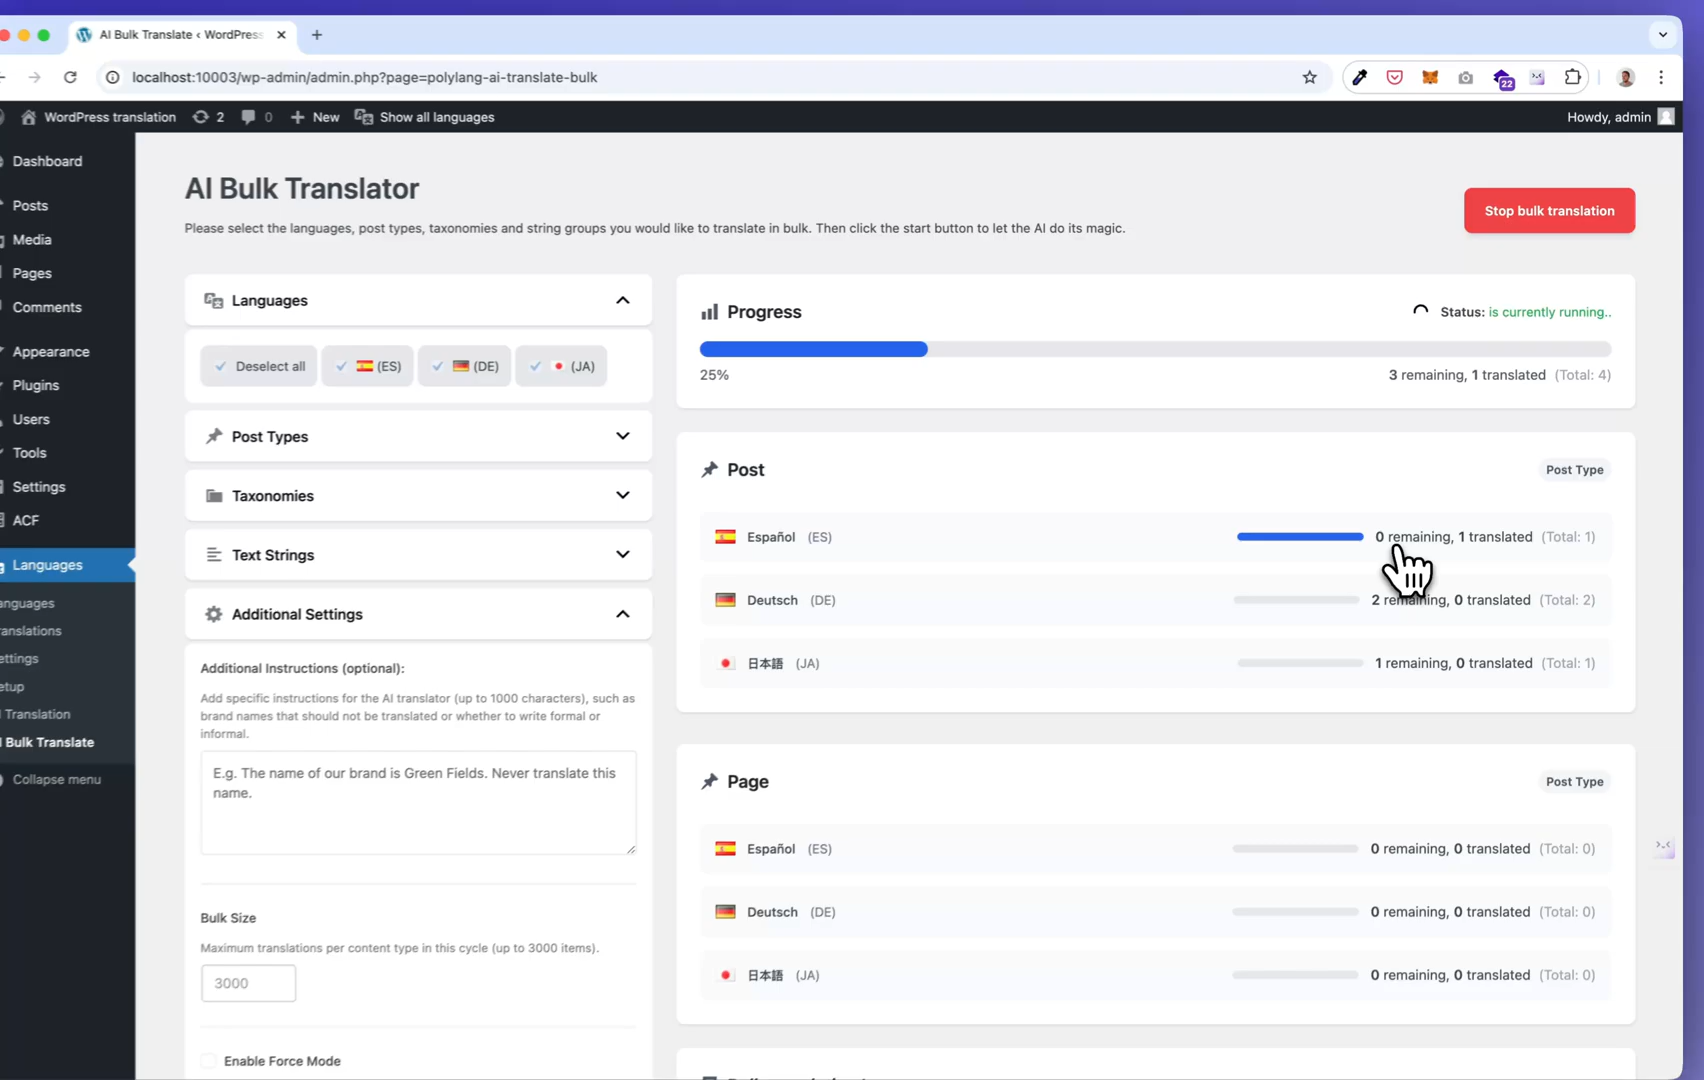 AI Bulk Translate ‹ WordPress
localhost:10003/wp-admin/admin.php?page=polylang-ai-translate-bulk
22
WordPress translation 2 0 New Show all languages
Howdy, admin
Dashboard
Posts
Media
Pages
Comments
Appearance
Plugins
Users
Tools
Settings
ACF
Languages
anguages
ranslations
ettings
etup
I Translation
I Bulk Translate
Collapse menu
AI Bulk Translator
Please select the languages, post types, taxonomies and string groups you would like to translate in bulk. Then click the start button to let the AI do its magic.
Stop bulk translation
Languages
Deselect all (ES) (DE) (JA)
Post Types
Taxonomies
Text Strings
Additional Settings
Additional Instructions (optional):
Add specific instructions for the AI translator (up to 1000 characters), such as
brand names that should not be translated or whether to write formal or
informal.
E.g. The name of our brand is Green Fields. Never translate this
name.
Bulk Size
Maximum translations per content type in this cycle (up to 3000 items).
3000
Enable Force Mode
Progress
Status: is currently running..
25%
3 remaining, 1 translated (Total: 4)
Post
Post Type
Español (ES) 0 remaining, 1 translated (Total: 1)
Deutsch (DE) 2 remaining, 0 translated (Total: 2)
日本語 (JA) 1 remaining, 0 translated (Total: 1)
Page
Post Type
Español (ES) 0 remaining, 0 translated (Total: 0)
Deutsch (DE) 0 remaining, 0 translated (Total: 0)
日本語 (JA) 0 remaining, 0 translated (Total: 0)